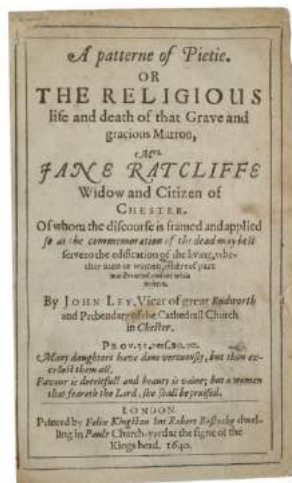 A patterne of Pietie.
OR
THE RELIGIOUS
life and death of that Grave and
gracious Matron,
Mrs.
JANE RATCLIFFE
Widow and Citizen of
CHESTER.
Of whom the discourse is framed and applied
so as the commemoration of the dead may best
serve to the edification of the living, whe-
ther men or women, whereof part
was preached
By JOHN LEY, Vicar of great Budworth
and Prebendary of the Cathedrall Church
in Chester.
PROV. 31. vers. 29. 30.
Many daughters have done vertuously, but thou ex-
cellest them all.
Favour is deceitfull and beauty is vaine; but a woman
that feareth the Lord, she shall be praised.
LONDON
Printed by Felix Kingston for Robert Bostocke dwel-
ling in Pauls Church-yard at the signe of the
Kings head. 1640.